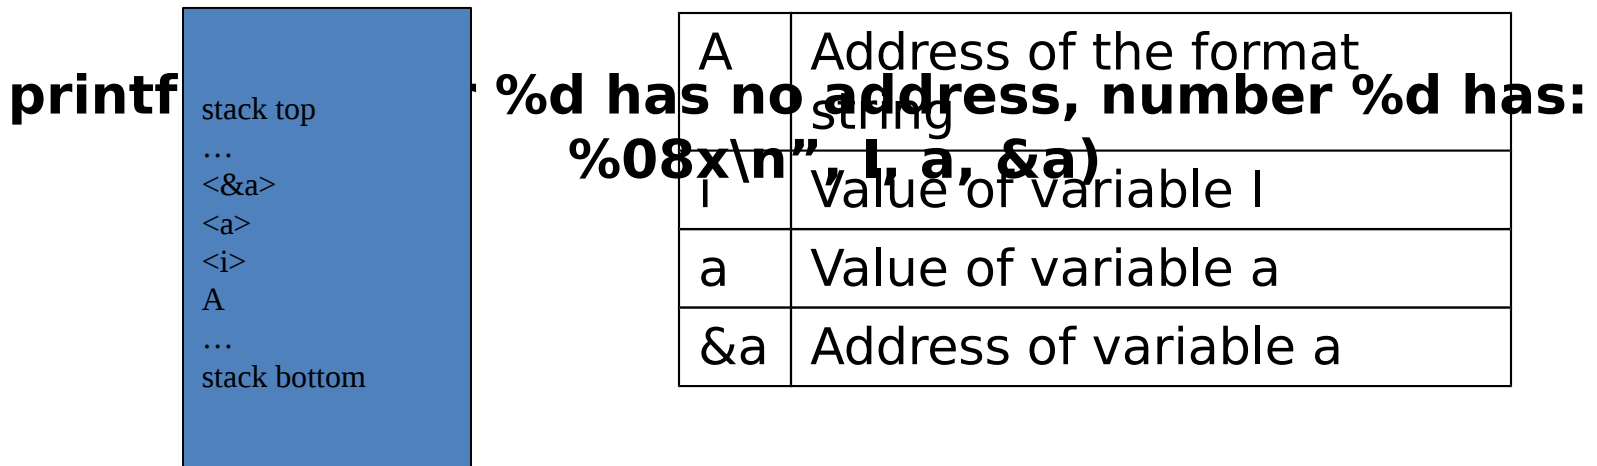 printf r %d has no address, number %d has:
%08x\n”, I, a, &a)
stack top
…
<&a>
<a>
<i>
A
…
stack bottom
A Address of the format
string
i Value of variable I
a Value of variable a
&a Address of variable a